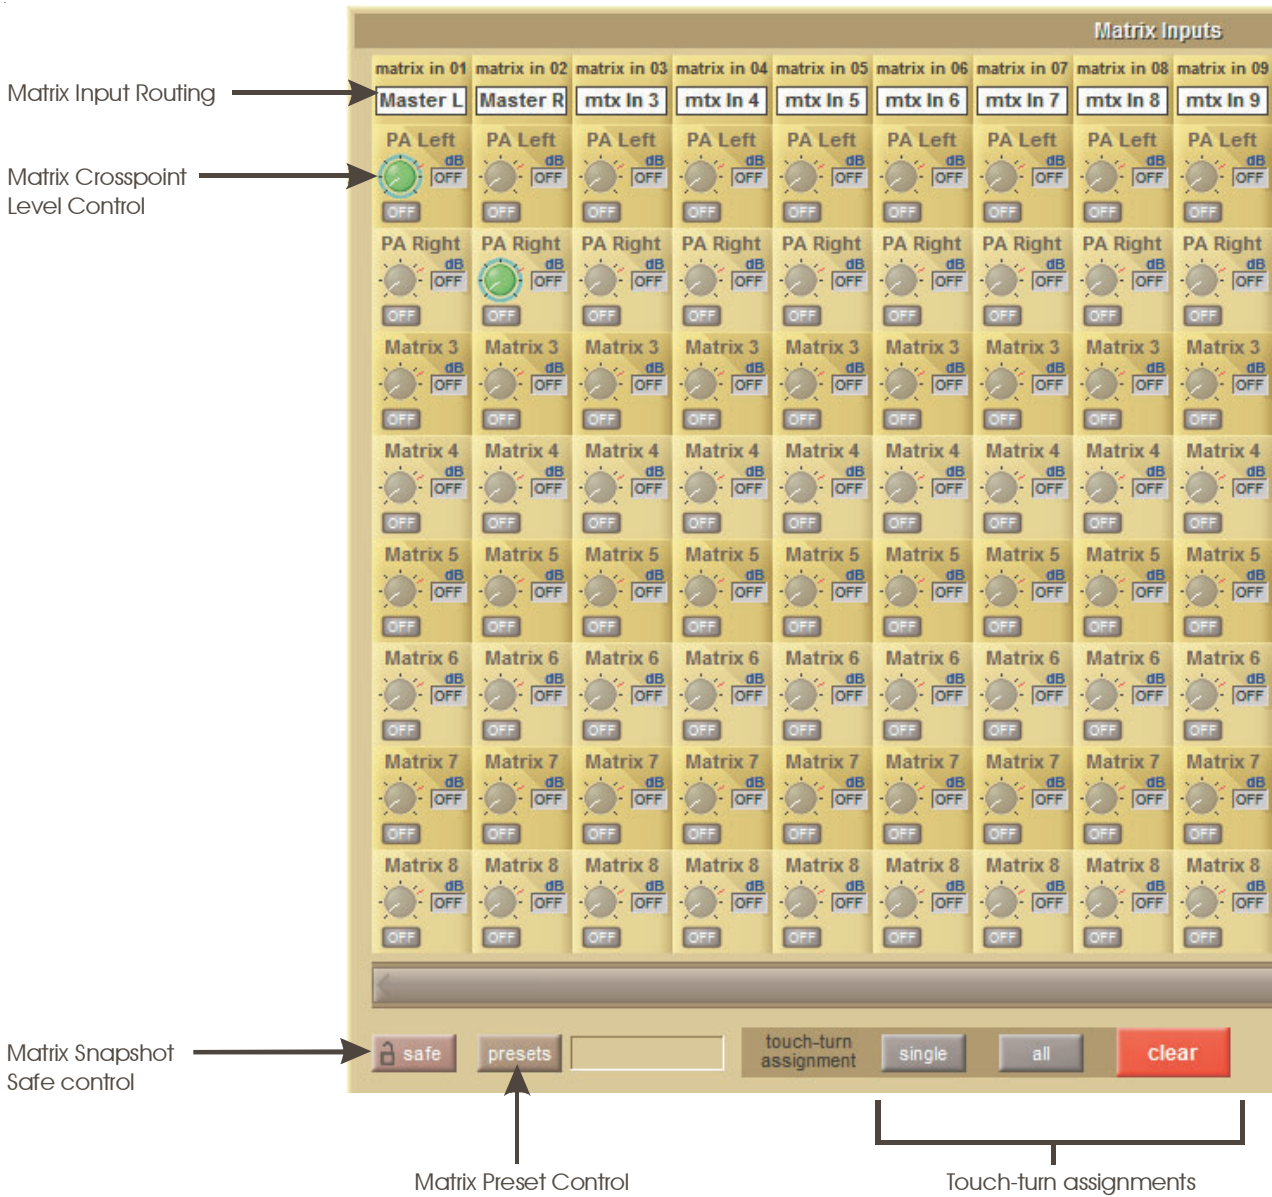 Matrix Inputs
matrix in 01 matrix in 02 matrix in 03 matrix in 04 matrix in 05 matrix in 06 matrix in 07 matrix in 08 matrix in 09
Matrix Input Routing
Master L Master R mtx In 3 mtx In 4 mtx In 5 mtx In 6 mtx In 7 mtx In 8 mtx In 9
PA Left PA Left PA Left PA Left PA Left PA Left PA Left PA Left PA Left
dB dB dB dB dB dB dB dB dB
Matrix Crosspoint
Level Control
OFF OFF OFF OFF OFF OFF OFF OFF OFF
OFF OFF OFF OFF OFF OFF OFF OFF OFF
PA Right PA Right PA Right PA Right PA Right PA Right PA Right PA Right PA Right
dB dB dB dB dB dB dB dB dB
OFF OFF OFF OFF OFF OFF OFF OFF OFF
OFF OFF OFF OFF OFF OFF OFF OFF OFF
Matrix 3 Matrix 3 Matrix 3 Matrix 3 Matrix 3 Matrix 3 Matrix 3 Matrix 3 Matrix 3
dB dB dB dB dB dB dB dB dB
OFF OFF OFF OFF OFF OFF OFF OFF OFF
OFF OFF OFF OFF OFF OFF OFF OFF OFF
Matrix 4 Matrix 4 Matrix 4 Matrix 4 Matrix 4 Matrix 4 Matrix 4 Matrix 4 Matrix 4
dB dB dB dB dB dB dB dB dB
OFF OFF OFF OFF OFF OFF OFF OFF OFF
OFF OFF OFF OFF OFF OFF OFF OFF OFF
Matrix 5 Matrix 5 Matrix 5 Matrix 5 Matrix 5 Matrix 5 Matrix 5 Matrix 5 Matrix 5
dB dB dB dB dB dB dB dB dB
OFF OFF OFF OFF OFF OFF OFF OFF OFF
OFF OFF OFF OFF OFF OFF OFF OFF OFF
Matrix 6 Matrix 6 Matrix 6 Matrix 6 Matrix 6 Matrix 6 Matrix 6 Matrix 6 Matrix 6
dB dB dB dB dB dB dB dB dB
OFF OFF OFF OFF OFF OFF OFF OFF OFF
OFF OFF OFF OFF OFF OFF OFF OFF OFF
Matrix 7 Matrix 7 Matrix 7 Matrix 7 Matrix 7 Matrix 7 Matrix 7 Matrix 7 Matrix 7
dB dB dB dB dB dB dB dB dB
OFF OFF OFF OFF OFF OFF OFF OFF OFF
OFF OFF OFF OFF OFF OFF OFF OFF OFF
Matrix 8 Matrix 8 Matrix 8 Matrix 8 Matrix 8 Matrix 8 Matrix 8 Matrix 8 Matrix 8
dB dB dB dB dB dB dB dB dB
OFF OFF OFF OFF OFF OFF OFF OFF OFF
OFF OFF OFF OFF OFF OFF OFF OFF OFF
Matrix Snapshot
Safe control
safe presets
touch-turn
assignment
single all clear
Matrix Preset Control
Touch-turn assignments